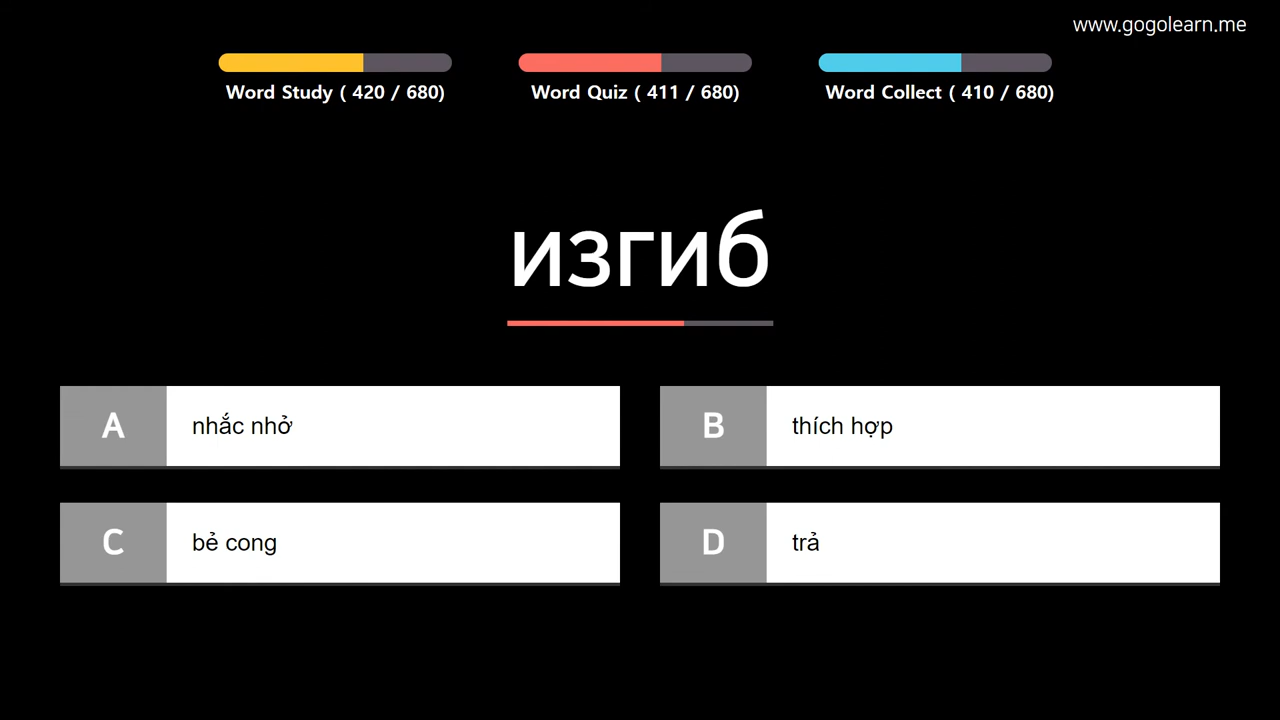 www.gogolearn.me
Word Study ( 420 / 680)
Word Quiz ( 411 / 680)
Word Collect ( 410 / 680)
изгиб
A nhắc nhở
B thích hợp
C bẻ cong
D trả